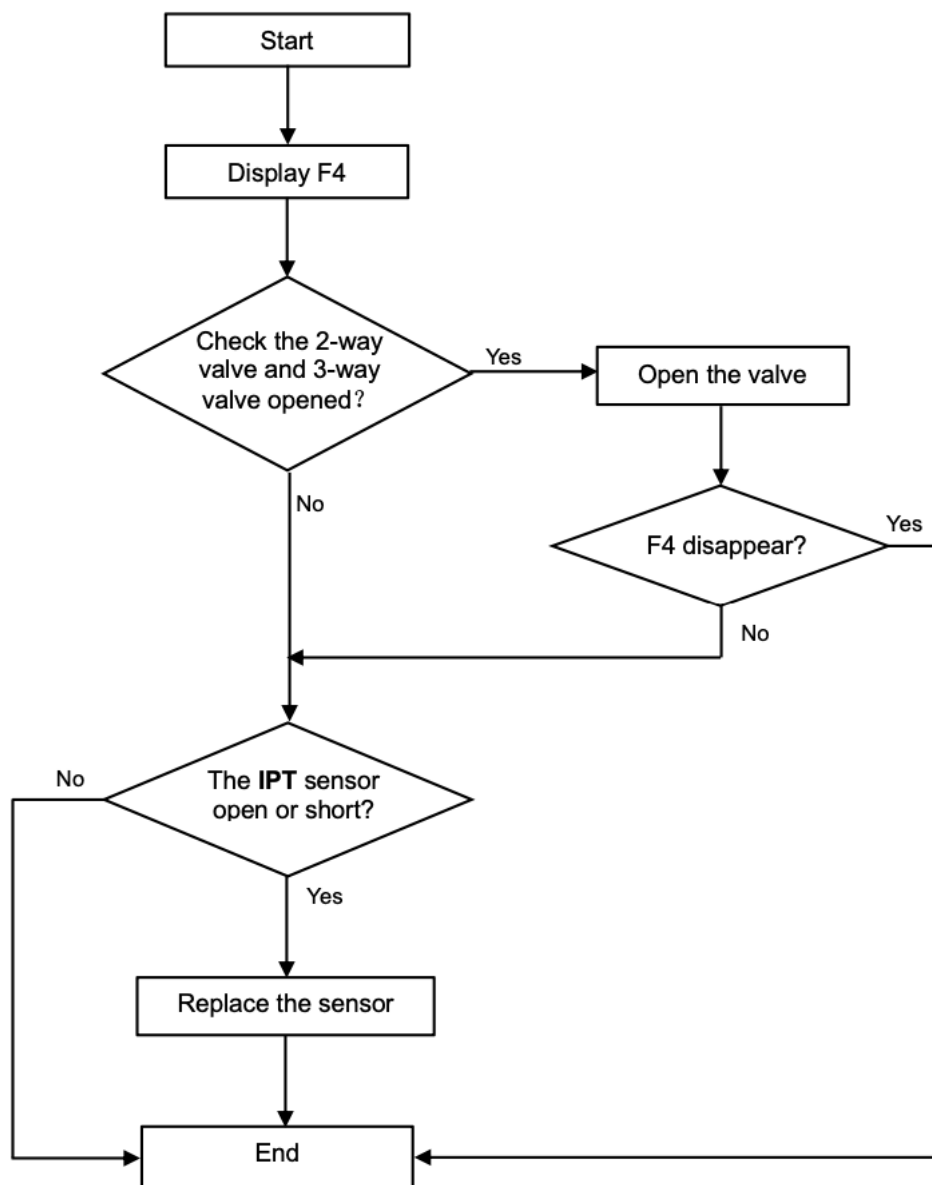 Start
Display F4
Check the 2-way
valve and 3-way
valve opened？
Yes
Open the valve
No
F4 disappear?
Yes
No
No
The IPT sensor
open or short?
Yes
Replace the sensor
End